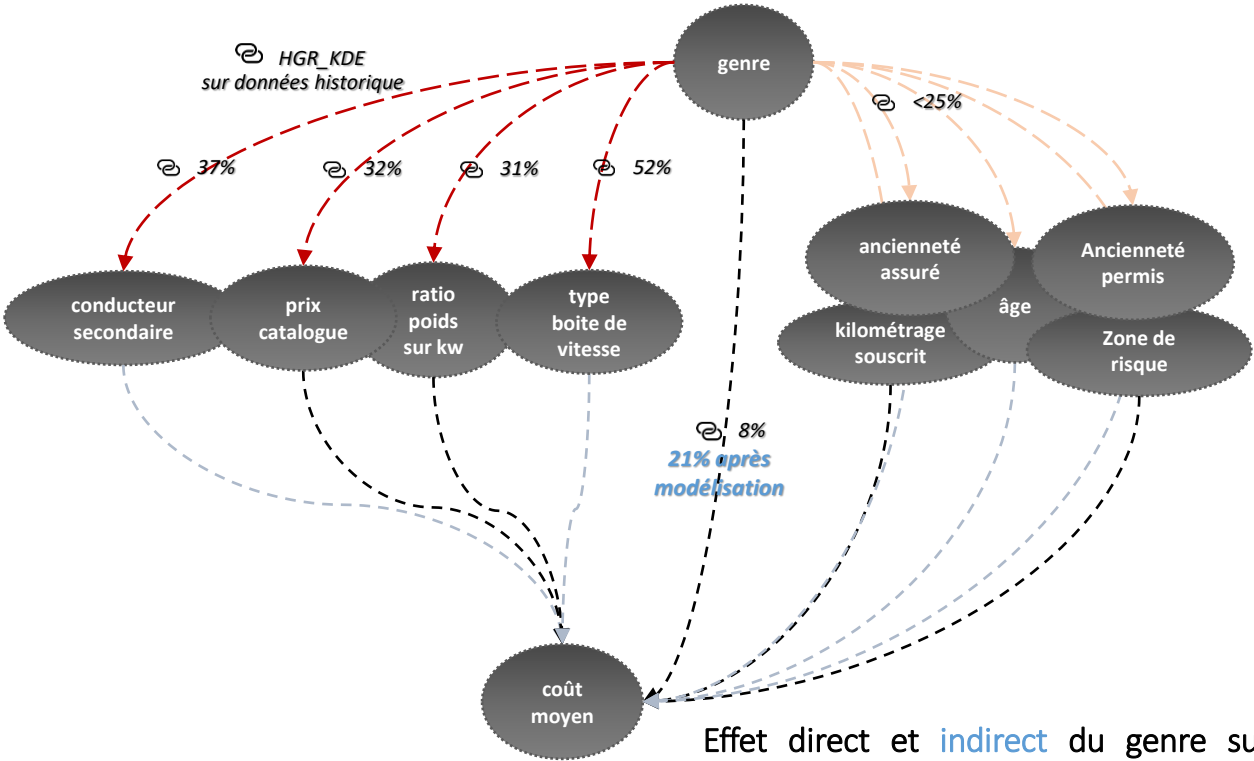 genre
HGR_KDE
sur données historique
<25%
37%
32%
31%
52%
ancienneté
assuré
Ancienneté
permis
conducteur
secondaire
prix
catalogue
ratio
poids
sur kw
type
boite de
vitesse
âge
kilométrage
souscrit
Zone de
risque
8%
21% après
modélisation
coût
moyen
Effet direct et indirect du genre su